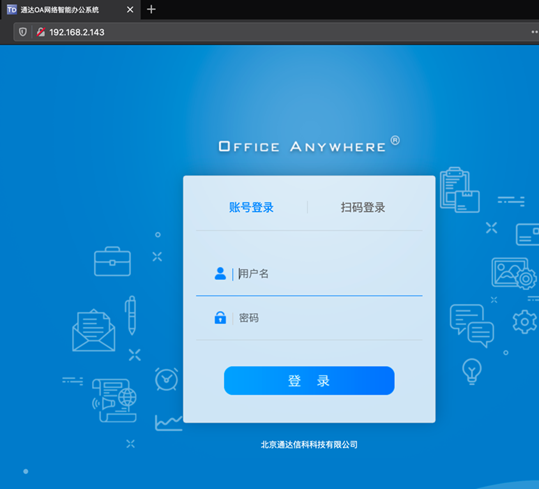 TD 通达OA网络智能办公系统
192.168.2.143
OFFICE ANYWHERE®
账号登录 扫码登录
用户名
密码
登 录
北京通达信科科技有限公司